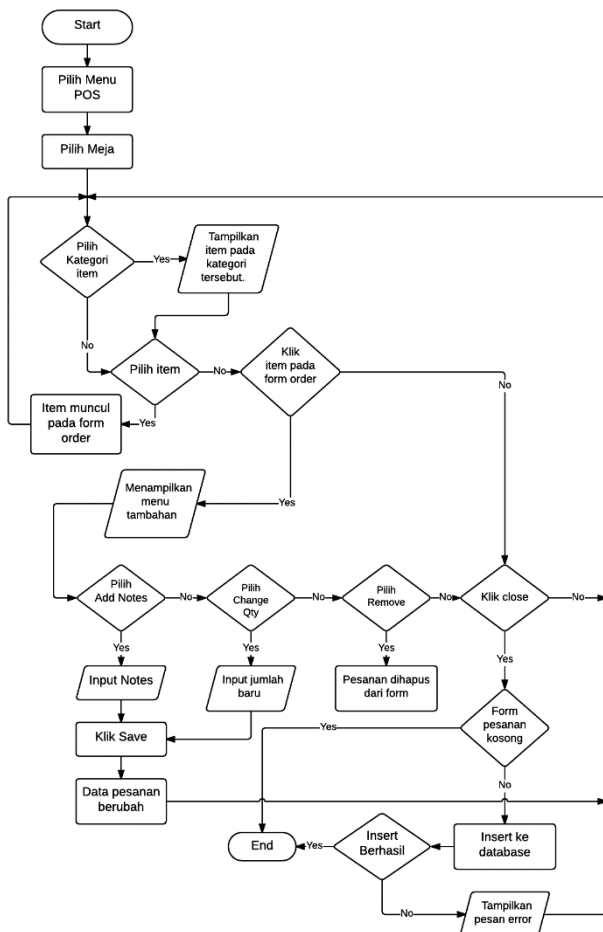 Start
Pilih Menu
POS
Pilih Meja
Pilih
Kategori
item
Yes
Tampilkan
item pada
kategori
tersebut.
No
Pilih item
No
Klik
item pada
form order
No
Yes
Item muncul
pada form
order
Yes
Menampilkan
menu
tambahan
Pilih
Add Notes
No
Pilih
Change
Qty
No
Pilih
Remove
No
Klik close
No
Yes
Yes
Yes
Yes
Input Notes
Input jumlah
baru
Pesanan dihapus
dari form
Form
pesanan
kosong
Yes
Klik Save
No
Data pesanan
berubah
End
Yes
Insert
Berhasil
Insert ke
database
No
Tampilkan
pesan error